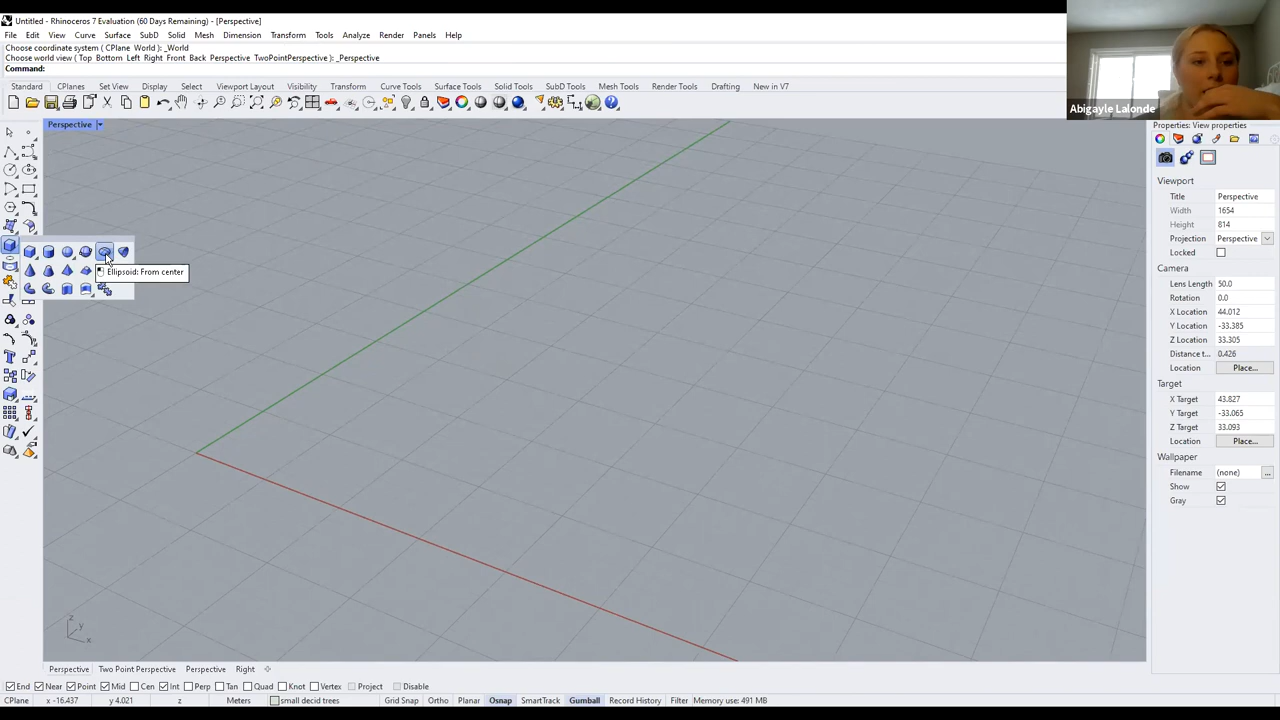 Untitled - Rhinoceros 7 Evaluation (60 Days Remaining) - [Perspective]
File Edit View Curve Surface SubD Solid Mesh Dimension Transform Tools Analyze Render Panels Help
Choose coordinate system ( CPlane World ): _World
Choose world view ( Top Bottom Left Right Front Back Perspective TwoPointPerspective ): _Perspective
Command:
Standard CPlanes Set View Display Select Viewport Layout Visibility Transform Curve Tools Surface Tools Solid Tools SubD Tools Mesh Tools Render Tools Drafting New in V7
Abigayle Lalonde
Perspective
Properties: View properties
Viewport
Title Perspective
Width 1654
Height 814
Projection Perspective
Locked
Ellipsoid: From center
Camera
Lens Length 50.0
Rotation 0.0
X Location 44.012
Y Location -33.385
Z Location 33.305
Distance t... 0.426
Location Place...
Target
X Target 43.827
Y Target -33.065
Z Target 33.093
Location Place...
Wallpaper
Filename (none) ...
Show
Gray
z
y
x
Perspective Two Point Perspective Perspective Right
End Near Point Mid Cen Int Perp Tan Quad Knot Vertex Project Disable
CPlane x -16.437 y 4.021 z Meters small decid trees Grid Snap Ortho Planar Osnap SmartTrack Gumball Record History Filter Memory use: 491 MB